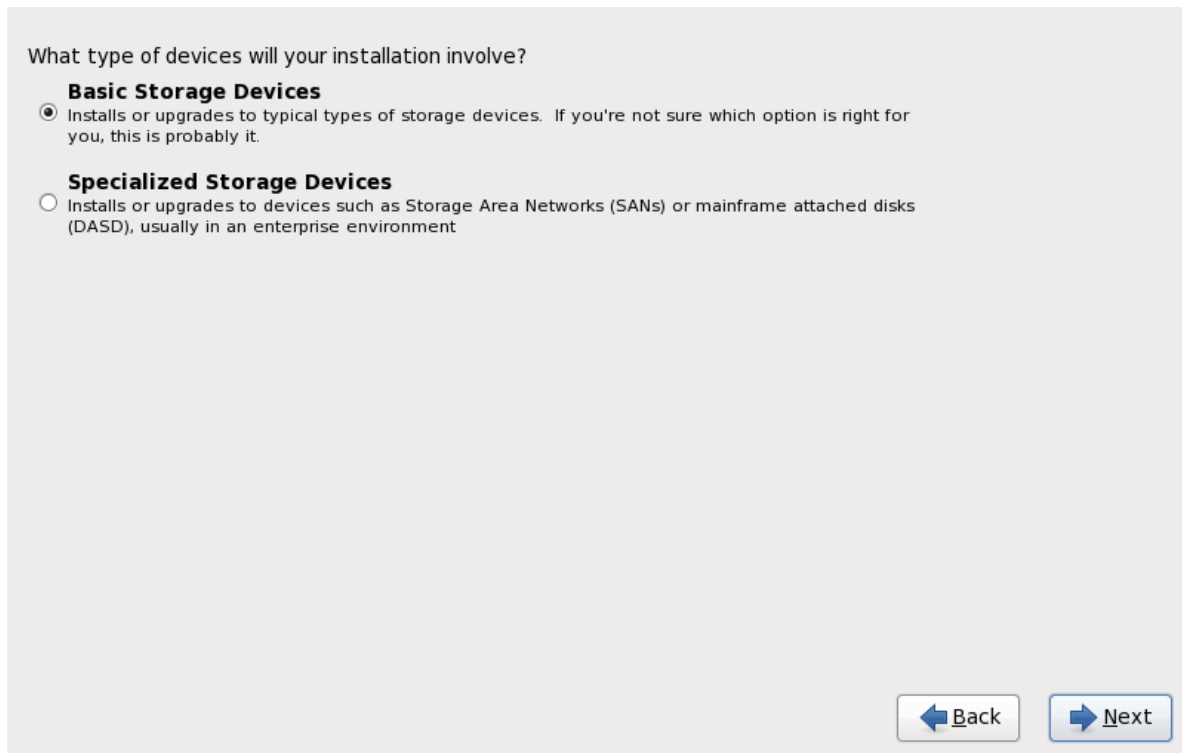 What type of devices will your installation involve?
Basic Storage Devices
Installs or upgrades to typical types of storage devices.  If you're not sure which option is right for
you, this is probably it.
Specialized Storage Devices
Installs or upgrades to devices such as Storage Area Networks (SANs) or mainframe attached disks
(DASD), usually in an enterprise environment
Back
Next